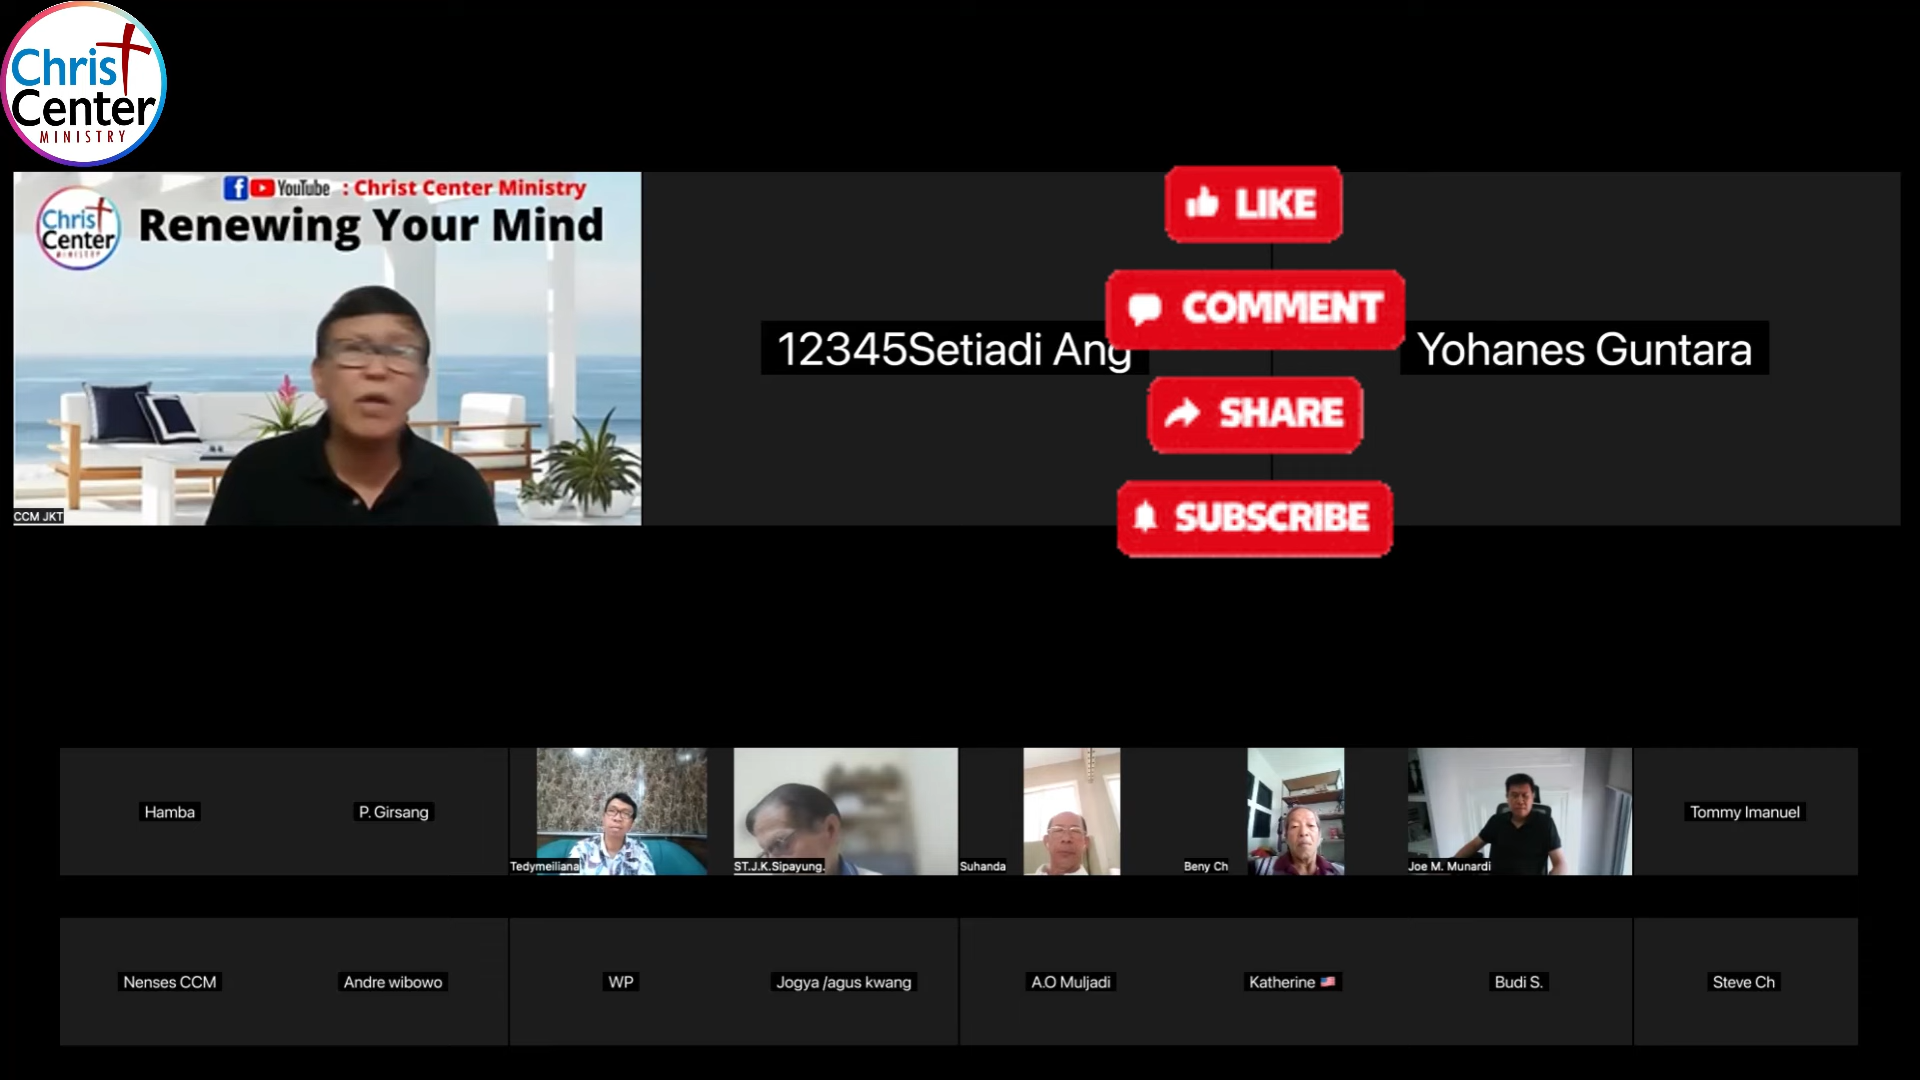 Christ
Center
MINISTRY
YouTube : Christ Center Ministry
Christ
Center
MINISTRY
Renewing Your Mind
CCM JKT
12345Setiadi Ang
Yohanes Guntara
LIKE
COMMENT
SHARE
SUBSCRIBE
Hamba
P. Girsang
Tedymeiliana
ST.J.K.Sipayung.
Suhanda
Beny Ch
Joe M. Munardi
Tommy Imanuel
Nenses CCM
Andre wibowo
WP
Jogya /agus kwang
A.O Muljadi
Katherine 🇺🇸
Budi S.
Steve Ch